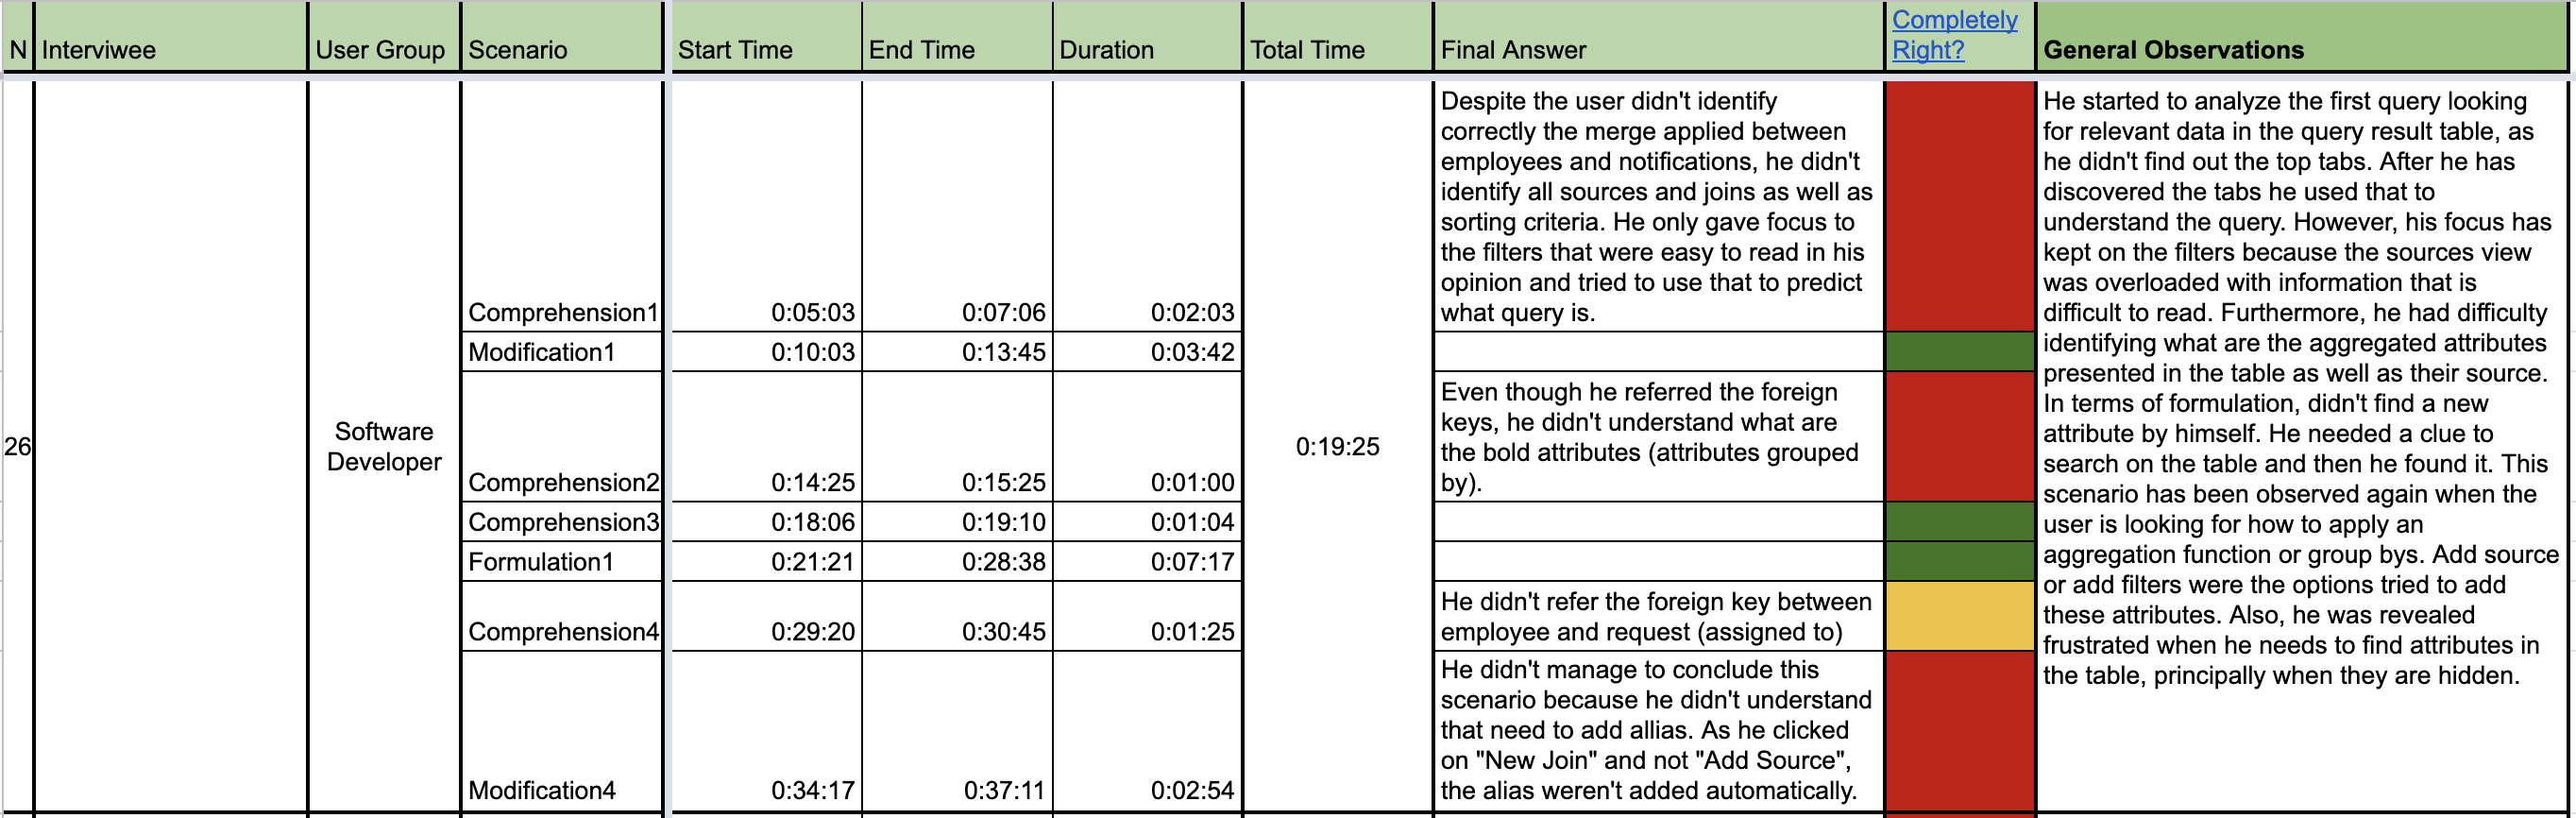 N Interviwee User Group Scenario Start Time End Time Duration Total Time Final Answer Completely Right? General Observations
26
Software
Developer
Comprehension1 0:05:03 0:07:06 0:02:03
Despite the user didn't identify
correctly the merge applied between
employees and notifications, he didn't
identify all sources and joins as well as
sorting criteria. He only gave focus to
the filters that were easy to read in his
opinion and tried to use that to predict
what query is.
Modification1 0:10:03 0:13:45 0:03:42
Comprehension2 0:14:25 0:15:25 0:01:00
Even though he referred the foreign
keys, he didn't understand what are
the bold attributes (attributes grouped
by).
Comprehension3 0:18:06 0:19:10 0:01:04
Formulation1 0:21:21 0:28:38 0:07:17
Comprehension4 0:29:20 0:30:45 0:01:25
He didn't refer the foreign key between
employee and request (assigned to)
Modification4 0:34:17 0:37:11 0:02:54
He didn't manage to conclude this
scenario because he didn't understand
that need to add allias. As he clicked
on "New Join" and not "Add Source",
the alias weren't added automatically.
0:19:25
He started to analyze the first query looking
for relevant data in the query result table, as
he didn't find out the top tabs. After he has
discovered the tabs he used that to
understand the query. However, his focus has
kept on the filters because the sources view
was overloaded with information that is
difficult to read. Furthermore, he had difficulty
identifying what are the aggregated attributes
presented in the table as well as their source.
In terms of formulation, didn't find a new
attribute by himself. He needed a clue to
search on the table and then he found it. This
scenario has been observed again when the
user is looking for how to apply an
aggregation function or group bys. Add source
or add filters were the options tried to add
these attributes. Also, he was revealed
frustrated when he needs to find attributes in
the table, principally when they are hidden.